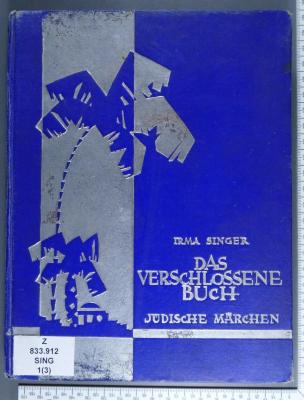 IRMA SINGER
DAS
VERSCHLOSSENE
BUCH
JÜDISCHE MÄRCHEN
Z
833.912
SING
1(3)